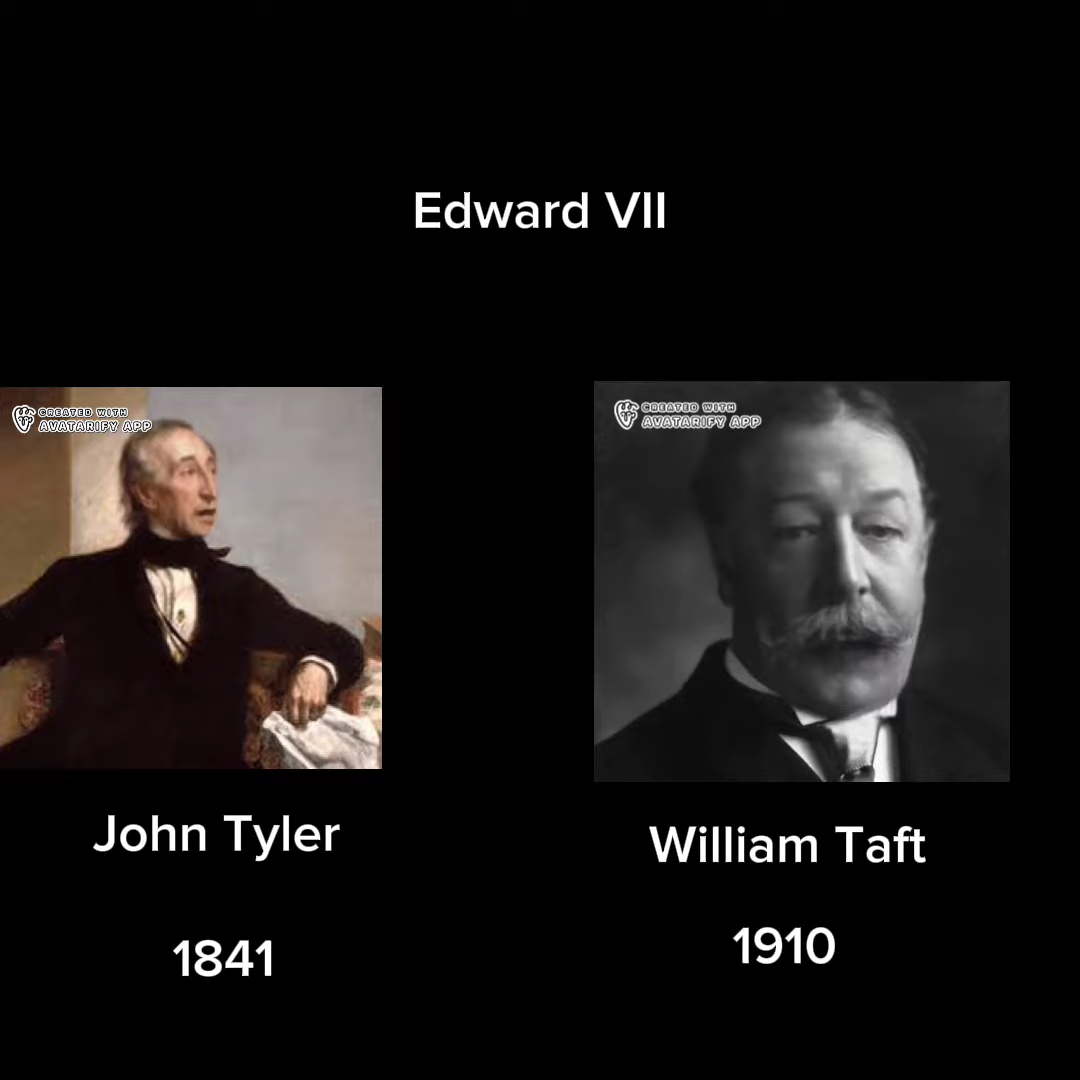 Edward VII
CREATED WITH
AVATARIFY APP
CREATED WITH
AVATARIFY APP
John Tyler
William Taft
1841
1910